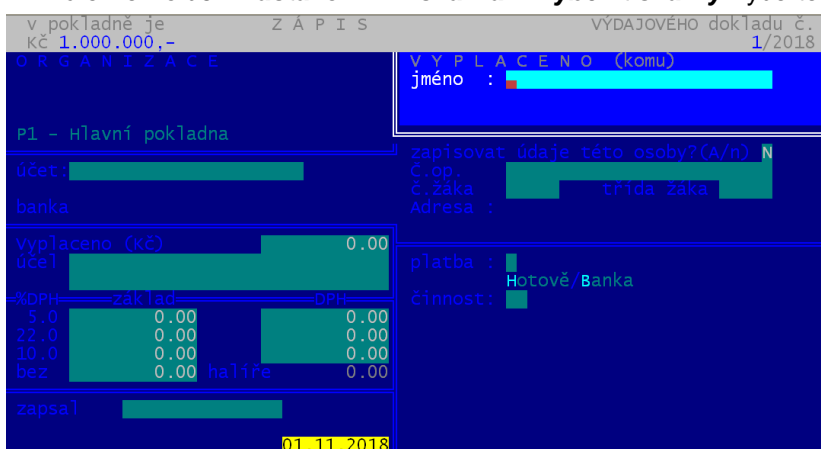 v pokladně je Z Á P I S VÝDAJOVÉHO dokladu č.
Kč 1.000.000,- 1/2018
O R G A N I Z A C E
V Y P L A C E N O (komu)
jméno :
P1 - Hlavní pokladna
zapisovat údaje této osoby?(A/n) N
účet:
č.op.
č.žáka třída žáka
banka
Adresa :
Vyplaceno (Kč) 0.00
účel
platba :
Hotově/Banka
činnost:
%DPH základ DPH
5.0 0.00 0.00
22.0 0.00 0.00
10.0 0.00 0.00
bez 0.00 haléře 0.00
zapsal
01.11.2018